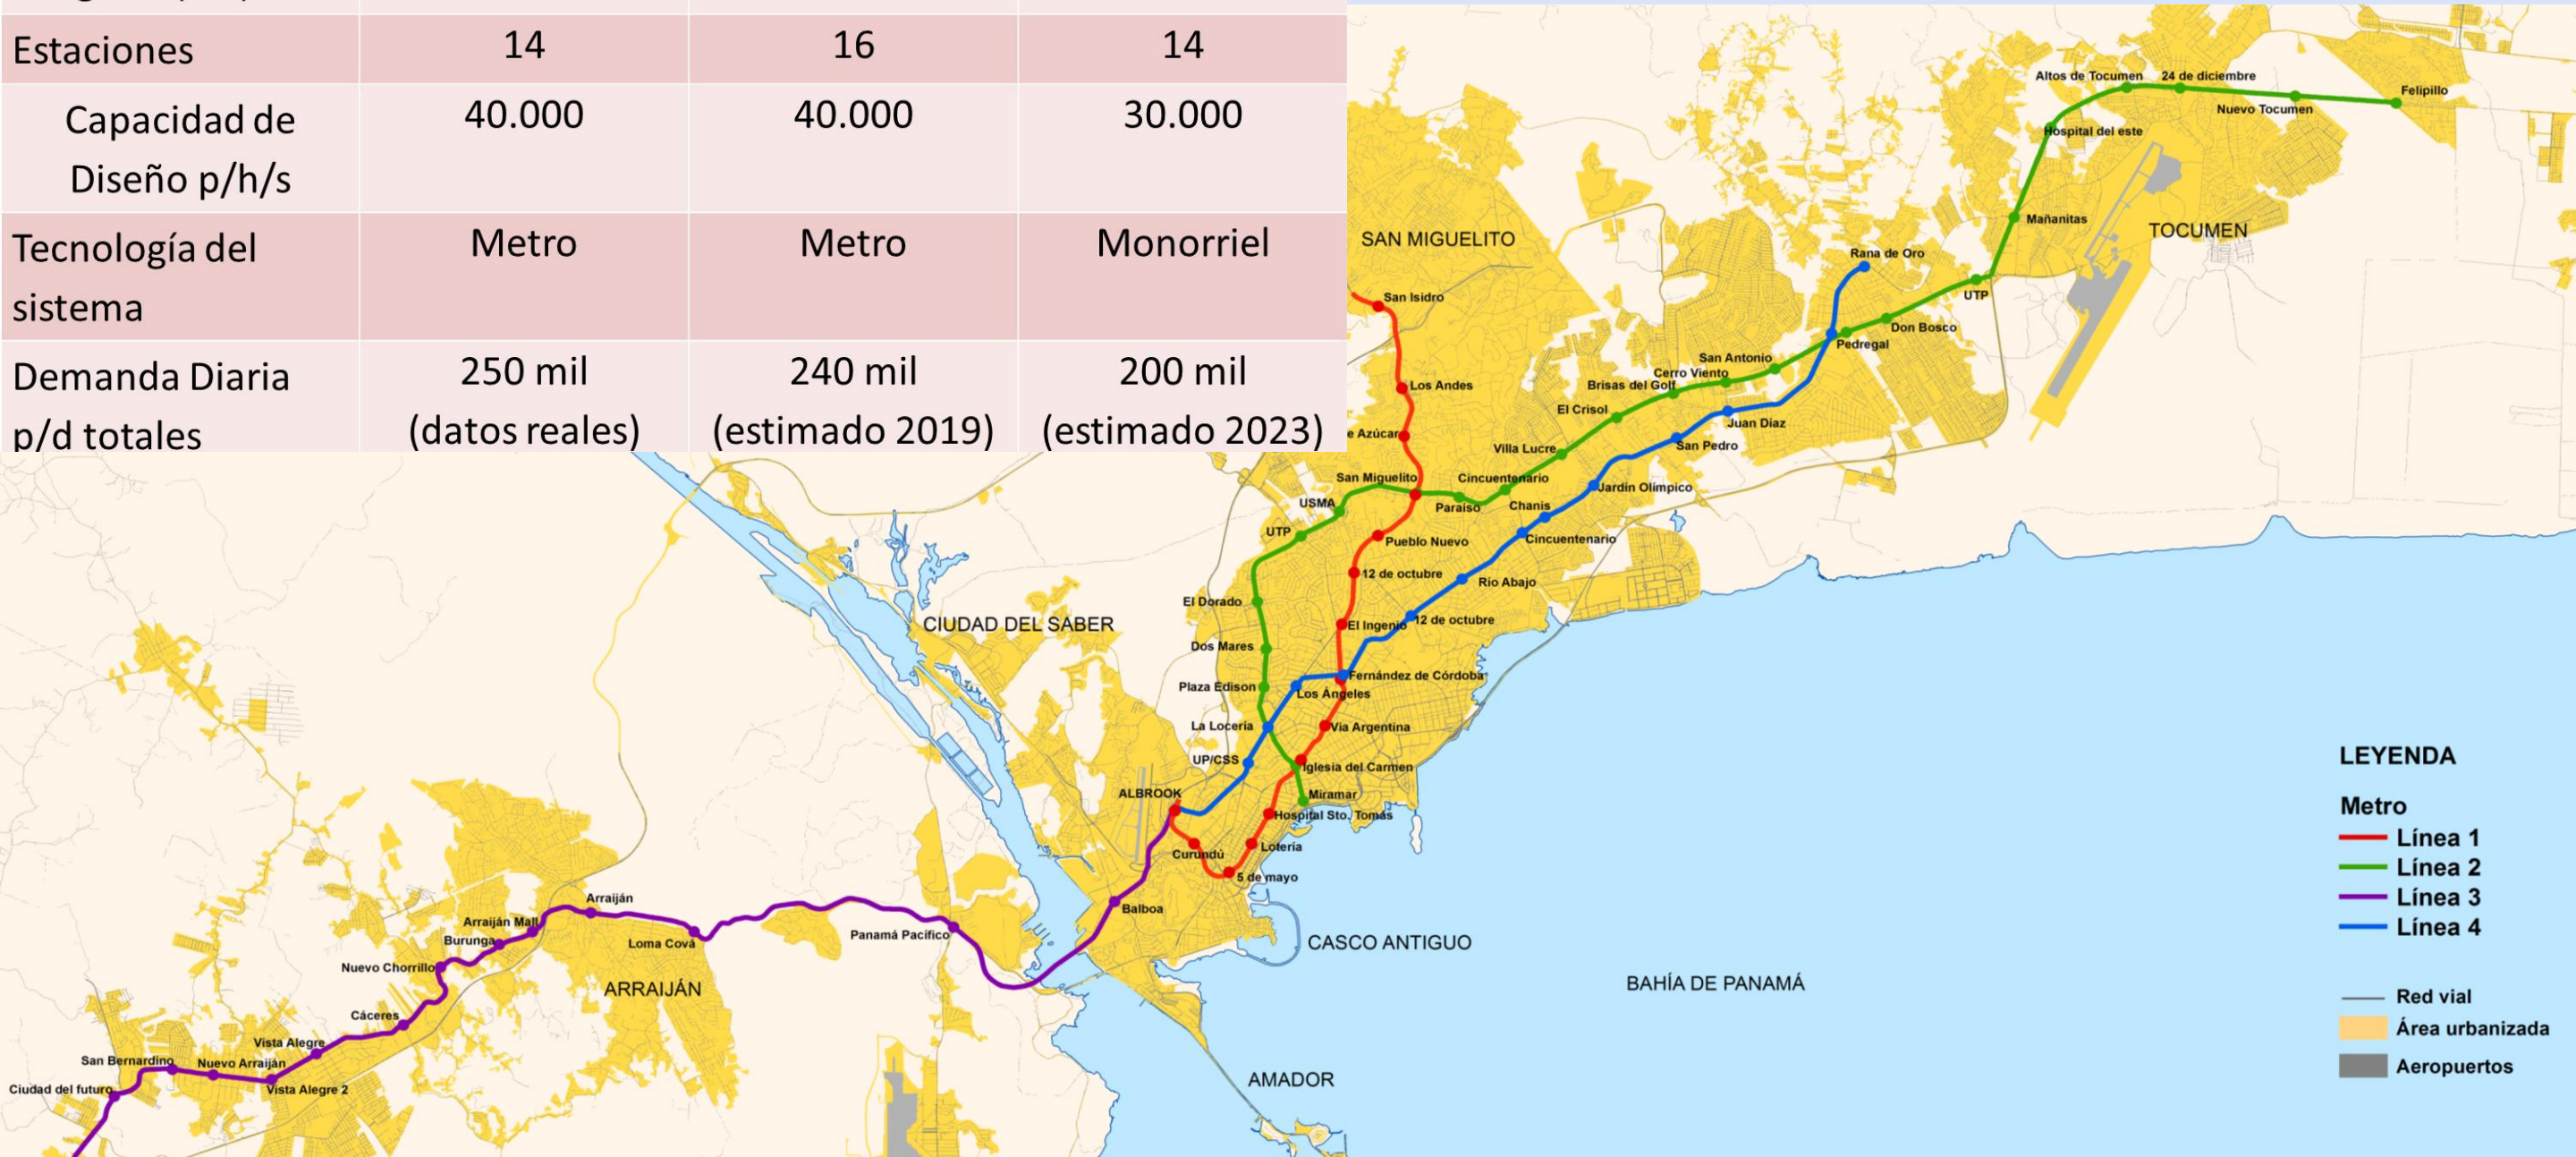 Estaciones 14 16 14
Capacidad de 40.000 40.000 30.000
Diseño p/h/s
Tecnología del Metro Metro Monorriel
sistema
Demanda Diaria 250 mil 240 mil 200 mil
p/d totales (datos reales) (estimado 2019) (estimado 2023)
Altos de Tocumen
24 de diciembre
Felipillo
Nuevo Tocumen
Hospital del este
Mañanitas
TOCUMEN
SAN MIGUELITO
Rana de Oro
UTP
San Isidro
Don Bosco
Pedregal
San Antonio
Cerro Viento
Brisas del Golf
Los Andes
El Crisol
Juan Díaz
e Azúcar
San Pedro
Villa Lucre
San Miguelito
Cincuentenario
Jardín Olímpico
USMA
Paraíso
Chanis
UTP
Pueblo Nuevo
Cincuentenario
12 de octubre
Río Abajo
El Dorado
CIUDAD DEL SABER
El Ingenio
12 de octubre
Dos Mares
Fernández de Córdoba
Plaza Edison
Los Ángeles
La Locería
Via Argentina
UP/CSS
Iglesia del Carmen
ALBROOK
Miramar
Hospital Sto. Tomás
Curundú
Lotería
5 de mayo
Balboa
Arraiján
Arraiján Mall
Burunga
Loma Cová
Panamá Pacífico
CASCO ANTIGUO
Nuevo Chorrillo
ARRAIJÁN
BAHÍA DE PANAMÁ
Cáceres
Vista Alegre
San Bernardino
Nuevo Arraiján
Ciudad del futuro
Vista Alegre 2
AMADOR
LEYENDA
Metro
Línea 1
Línea 2
Línea 3
Línea 4
Red vial
Área urbanizada
Aeropuertos